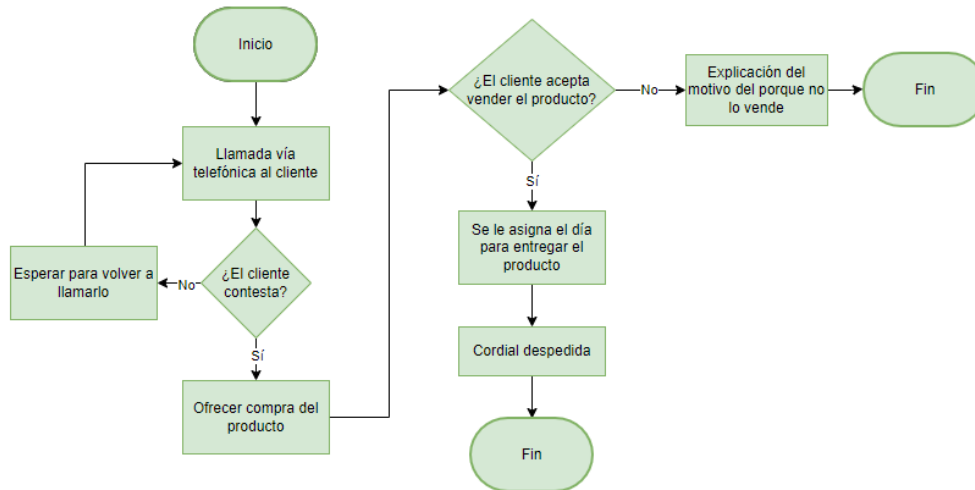 Inicio
Llamada vía
telefónica al cliente
¿El cliente
contesta?
No
Esperar para volver a
llamarlo
Sí
Ofrecer compra del
producto
¿El cliente acepta
vender el producto?
No
Explicación del
motivo del porque no
lo vende
Fin
Sí
Se le asigna el día
para entregar el
producto
Cordial despedida
Fin